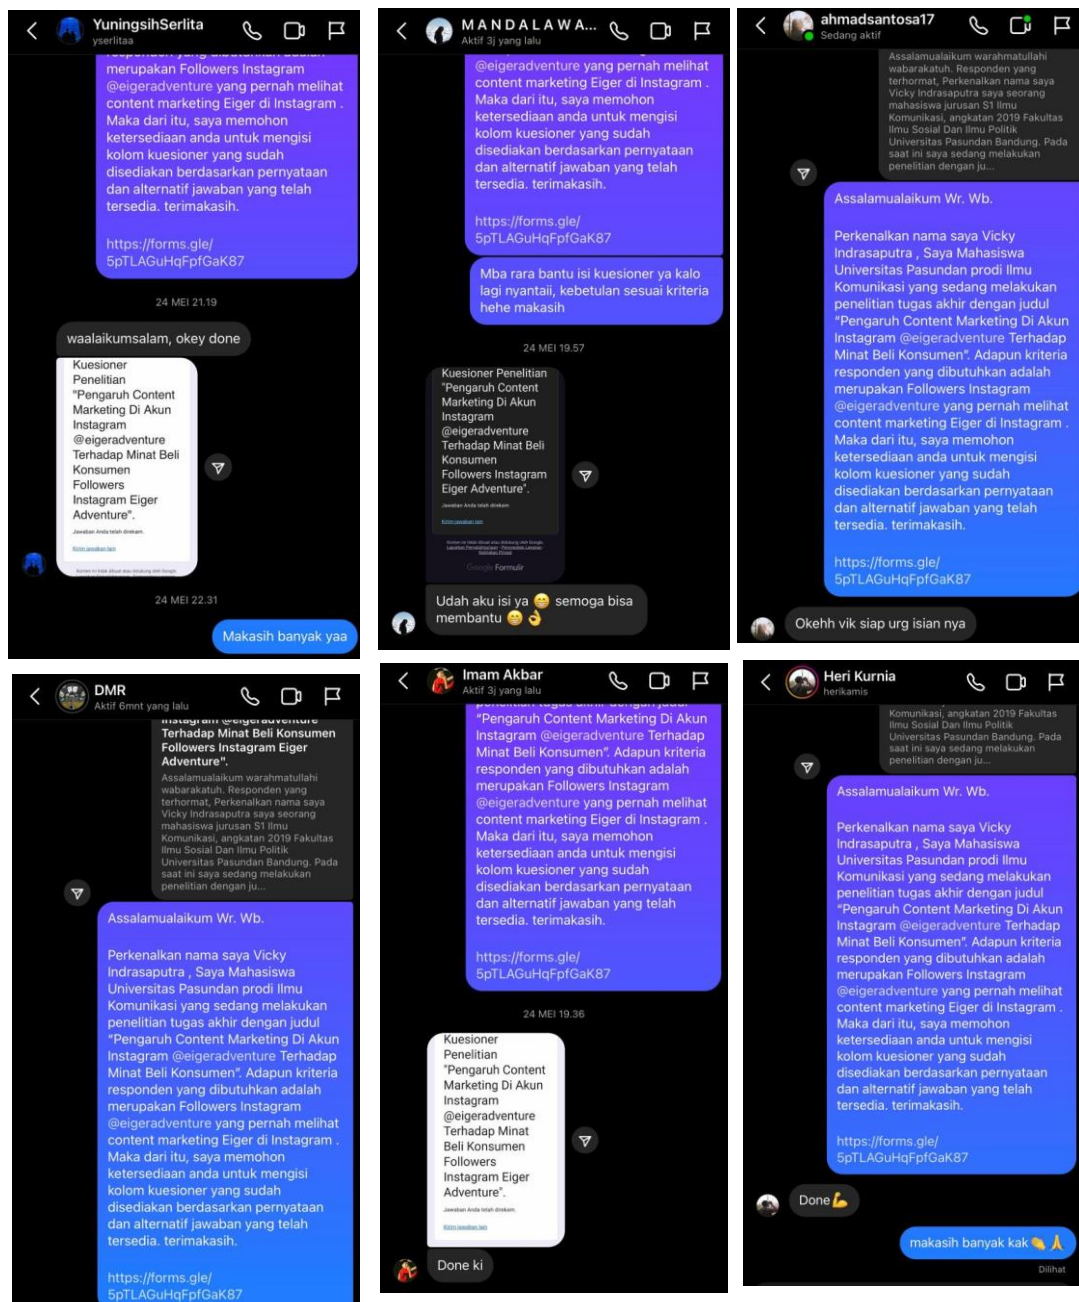 YuningsihSerlita
yserlitaa
merupakan Followers Instagram
@eigeradventure yang pernah melihat
content marketing Eiger di Instagram .
Maka dari itu, saya memohon
ketersediaan anda untuk mengisi
kolom kuesioner yang sudah
disediakan berdasarkan pernyataan
dan alternatif jawaban yang telah
tersedia. terimakasih.
https://forms.gle/
5pTLAGuHqFpfGaK87
24 MEI 21.19
waalaikumsalam, okey done
Kuesioner
Penelitian
"Pengaruh Content
Marketing Di Akun
Instagram
@eigeradventure
Terhadap Minat Beli
Konsumen
Followers
Instagram Eiger
Adventure".
Jawaban Anda telah direkam.
Kirim jawaban lain
24 MEI 22.31
Makasih banyak yaa
MANDALAWA...
Aktif 3j yang lalu
@eigeradventure yang pernah melihat
content marketing Eiger di Instagram .
Maka dari itu, saya memohon
ketersediaan anda untuk mengisi
kolom kuesioner yang sudah
disediakan berdasarkan pernyataan
dan alternatif jawaban yang telah
tersedia. terimakasih.
https://forms.gle/
5pTLAGuHqFpfGaK87
Mba rara bantu isi kuesioner ya kalo
lagi nyantaii, kebetulan sesuai kriteria
hehe makasih
24 MEI 19.57
Kuesioner Penelitian
"Pengaruh Content
Marketing Di Akun
Instagram
@eigeradventure
Terhadap Minat Beli
Konsumen
Followers Instagram
Eiger Adventure".
Jawaban Anda telah direkam.
Kirim jawaban lain
Google Formulir
Udah aku isi ya 😁 semoga bisa
membantu 😁👌
ahmadsantosa17
Sedang aktif
Assalamualaikum warahmatullahi
wabarakatuh. Responden yang
terhormat, Perkenalkan nama saya
Vicky Indrasaputra saya seorang
mahasiswa jurusan S1 Ilmu
Komunikasi, angkatan 2019 Fakultas
Ilmu Sosial Dan Ilmu Politik
Universitas Pasundan Bandung. Pada
saat ini saya sedang melakukan
penelitian dengan ju...
Assalamualaikum Wr. Wb.
Perkenalkan nama saya Vicky
Indrasaputra , Saya Mahasiswa
Universitas Pasundan prodi Ilmu
Komunikasi yang sedang melakukan
penelitian tugas akhir dengan judul
"Pengaruh Content Marketing Di Akun
Instagram @eigeradventure Terhadap
Minat Beli Konsumen". Adapun kriteria
responden yang dibutuhkan adalah
merupakan Followers Instagram
@eigeradventure yang pernah melihat
content marketing Eiger di Instagram .
Maka dari itu, saya memohon
ketersediaan anda untuk mengisi
kolom kuesioner yang sudah
disediakan berdasarkan pernyataan
dan alternatif jawaban yang telah
tersedia. terimakasih.
https://forms.gle/
5pTLAGuHqFpfGaK87
Okehh vik siap urg isian nya
DMR
Aktif 6mnt yang lalu
Instagram @eigeradventure
Terhadap Minat Beli Konsumen
Followers Instagram Eiger
Adventure".
Assalamualaikum warahmatullahi
wabarakatuh. Responden yang
terhormat, Perkenalkan nama saya
Vicky Indrasaputra saya seorang
mahasiswa jurusan S1 Ilmu
Komunikasi, angkatan 2019 Fakultas
Ilmu Sosial Dan Ilmu Politik
Universitas Pasundan Bandung. Pada
saat ini saya sedang melakukan
penelitian dengan ju...
Assalamualaikum Wr. Wb.
Perkenalkan nama saya Vicky
Indrasaputra , Saya Mahasiswa
Universitas Pasundan prodi Ilmu
Komunikasi yang sedang melakukan
penelitian tugas akhir dengan judul
"Pengaruh Content Marketing Di Akun
Instagram @eigeradventure Terhadap
Minat Beli Konsumen". Adapun kriteria
responden yang dibutuhkan adalah
merupakan Followers Instagram
@eigeradventure yang pernah melihat
content marketing Eiger di Instagram .
Maka dari itu, saya memohon
ketersediaan anda untuk mengisi
kolom kuesioner yang sudah
disediakan berdasarkan pernyataan
dan alternatif jawaban yang telah
tersedia. terimakasih.
https://forms.gle/
5pTLAGuHqFpfGaK87
Imam Akbar
Aktif 3j yang lalu
penelitian tugas akhir dengan judul
"Pengaruh Content Marketing Di Akun
Instagram @eigeradventure Terhadap
Minat Beli Konsumen". Adapun kriteria
responden yang dibutuhkan adalah
merupakan Followers Instagram
@eigeradventure yang pernah melihat
content marketing Eiger di Instagram .
Maka dari itu, saya memohon
ketersediaan anda untuk mengisi
kolom kuesioner yang sudah
disediakan berdasarkan pernyataan
dan alternatif jawaban yang telah
tersedia. terimakasih.
https://forms.gle/
5pTLAGuHqFpfGaK87
24 MEI 19.36
Kuesioner
Penelitian
"Pengaruh Content
Marketing Di Akun
Instagram
@eigeradventure
Terhadap Minat
Beli Konsumen
Followers
Instagram Eiger
Adventure".
Jawaban Anda telah direkam.
Kirim jawaban lain
Done ki
Heri Kurnia
herikamis
Komunikasi, angkatan 2019 Fakultas
Ilmu Sosial Dan Ilmu Politik
Universitas Pasundan Bandung. Pada
saat ini saya sedang melakukan
penelitian dengan ju...
Assalamualaikum Wr. Wb.
Perkenalkan nama saya Vicky
Indrasaputra , Saya Mahasiswa
Universitas Pasundan prodi Ilmu
Komunikasi yang sedang melakukan
penelitian tugas akhir dengan judul
"Pengaruh Content Marketing Di Akun
Instagram @eigeradventure Terhadap
Minat Beli Konsumen". Adapun kriteria
responden yang dibutuhkan adalah
merupakan Followers Instagram
@eigeradventure yang pernah melihat
content marketing Eiger di Instagram .
Maka dari itu, saya memohon
ketersediaan anda untuk mengisi
kolom kuesioner yang sudah
disediakan berdasarkan pernyataan
dan alternatif jawaban yang telah
tersedia. terimakasih.
https://forms.gle/
5pTLAGuHqFpfGaK87
Done💪
makasih banyak kak👏🙏
Dilihat